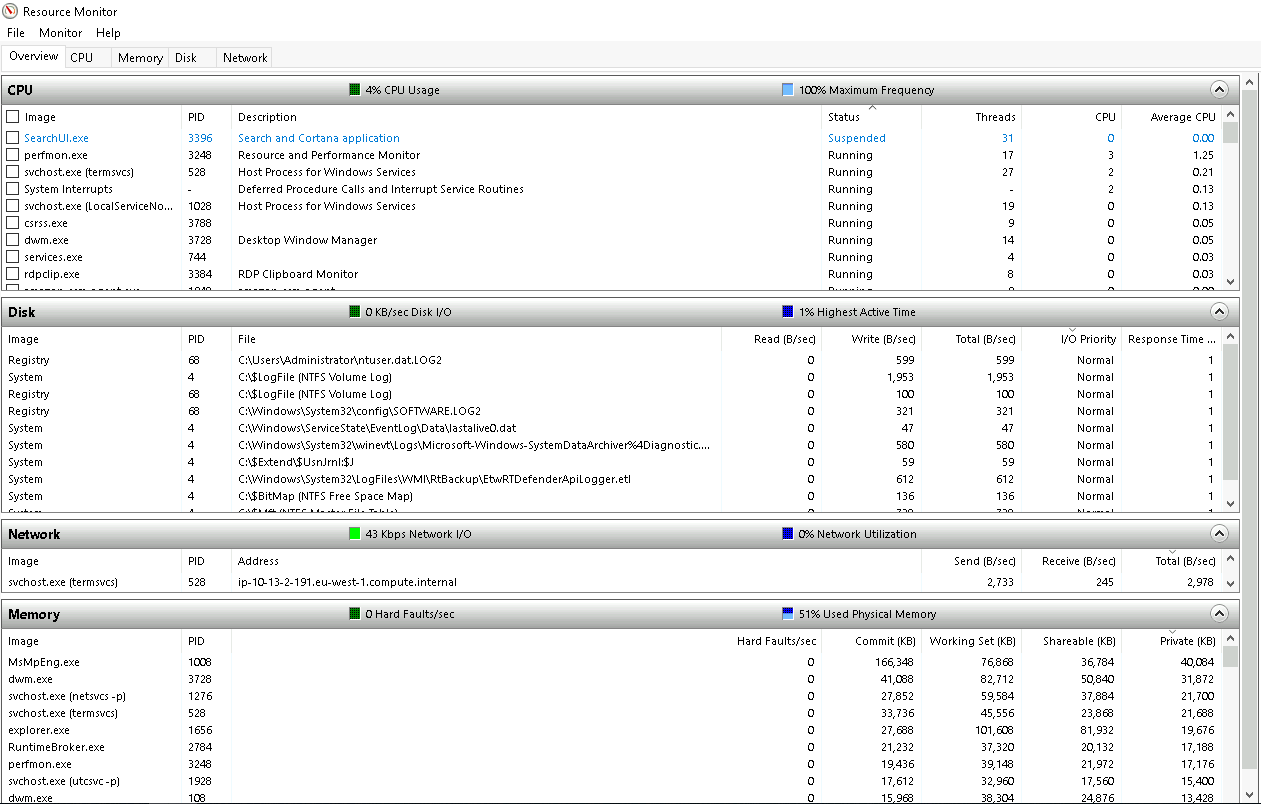 Resource Monitor
File Monitor Help
Overview CPU Memory Disk Network
CPU 4% CPU Usage 100% Maximum Frequency
Image PID Description Status Threads CPU Average CPU
SearchUI.exe 3396 Search and Cortana application Suspended 31 0 0.00
perfmon.exe 3248 Resource and Performance Monitor Running 17 3 1.25
svchost.exe (termsvcs) 528 Host Process for Windows Services Running 27 2 0.21
System Interrupts - Deferred Procedure Calls and Interrupt Service Routines Running - 2 0.13
svchost.exe (LocalServiceNo... 1028 Host Process for Windows Services Running 19 0 0.13
csrss.exe 3788 Running 9 0 0.05
dwm.exe 3728 Desktop Window Manager Running 14 0 0.05
services.exe 744 Running 4 0 0.03
rdpclip.exe 3384 RDP Clipboard Monitor Running 8 0 0.03
Disk 0 KB/sec Disk I/O 1% Highest Active Time
Image PID File Read (B/sec) Write (B/sec) Total (B/sec) I/O Priority Response Time ...
Registry 68 C:\Users\Administrator\ntuser.dat.LOG2 0 599 599 Normal 1
System 4 C:\$LogFile (NTFS Volume Log) 0 1,953 1,953 Normal 1
Registry 68 C:\$LogFile (NTFS Volume Log) 0 100 100 Normal 1
Registry 68 C:\Windows\System32\config\SOFTWARE.LOG2 0 321 321 Normal 1
System 4 C:\Windows\ServiceState\EventLog\Data\lastalive0.dat 0 47 47 Normal 1
System 4 C:\Windows\System32\winevt\Logs\Microsoft-Windows-SystemDataArchiver%4Diagnostic.... 0 580 580 Normal 1
System 4 C:\$Extend\$UsnJrnl:$J 0 59 59 Normal 1
System 4 C:\Windows\System32\LogFiles\WMI\RtBackup\EtwRTDefenderApiLogger.etl 0 612 612 Normal 1
System 4 C:\$BitMap (NTFS Free Space Map) 0 136 136 Normal 1
Network 43 Kbps Network I/O 0% Network Utilization
Image PID Address Send (B/sec) Receive (B/sec) Total (B/sec)
svchost.exe (termsvcs) 528 ip-10-13-2-191.eu-west-1.compute.internal 2,733 245 2,978
Memory 0 Hard Faults/sec 51% Used Physical Memory
Image PID Hard Faults/sec Commit (KB) Working Set (KB) Shareable (KB) Private (KB)
MsMpEng.exe 1008 0 166,348 76,868 36,784 40,084
dwm.exe 3728 0 41,088 82,712 50,840 31,872
svchost.exe (netsvcs -p) 1276 0 27,852 59,584 37,884 21,700
svchost.exe (termsvcs) 528 0 33,736 45,556 23,868 21,688
explorer.exe 1656 0 27,688 101,608 81,932 19,676
RuntimeBroker.exe 2784 0 21,232 37,320 20,132 17,188
perfmon.exe 3248 0 19,436 39,148 21,972 17,176
svchost.exe (utcsvc -p) 1928 0 17,612 32,960 17,560 15,400
dwm.exe 108 0 15,968 38,304 24,876 13,428